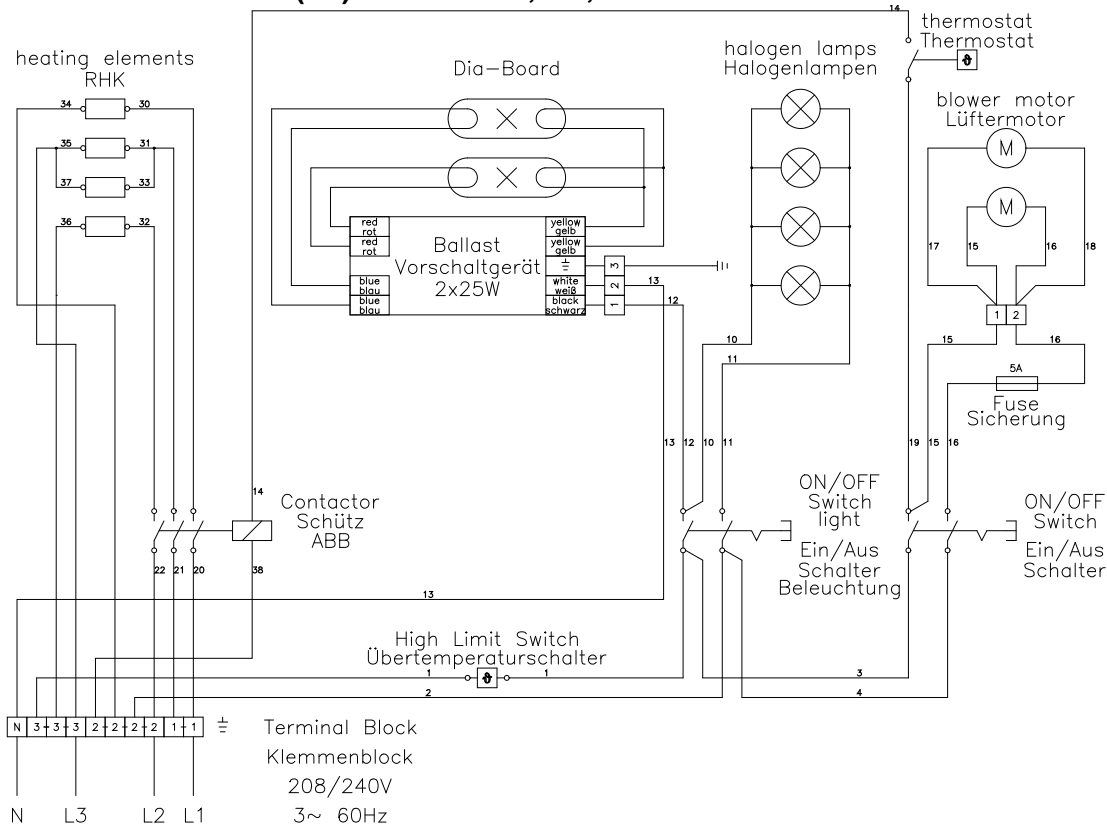 14
thermostat
Thermostat
ϑ
heating elements
RHK
34
30
35
31
37
33
36
32
Dia-Board
halogen lamps
Halogenlampen
blower motor
Lüftermotor
M
M
17
15
16
18
1
2
15
16
5A
Fuse
Sicherung
red
rot
red
rot
blue
blau
blue
blau
Ballast
Vorschaltgerät
2x25W
yellow
gelb
yellow
gelb
white
weiß
black
schwarz
3
2
1
13
12
10
11
13
12
10
11
19
15
16
14
Contactor
Schütz
ABB
22
21
20
38
ON/OFF
Switch
light
Ein/Aus
Schalter
Beleuchtung
ON/OFF
Switch
Ein/Aus
Schalter
13
High Limit Switch
Übertemperaturschalter
1
ϑ
1
2
3
4
N 3 3 3 2 2 2 2 1 1
Terminal Block
Klemmenblock
208/240V
3~ 60Hz
N L3 L2 L1